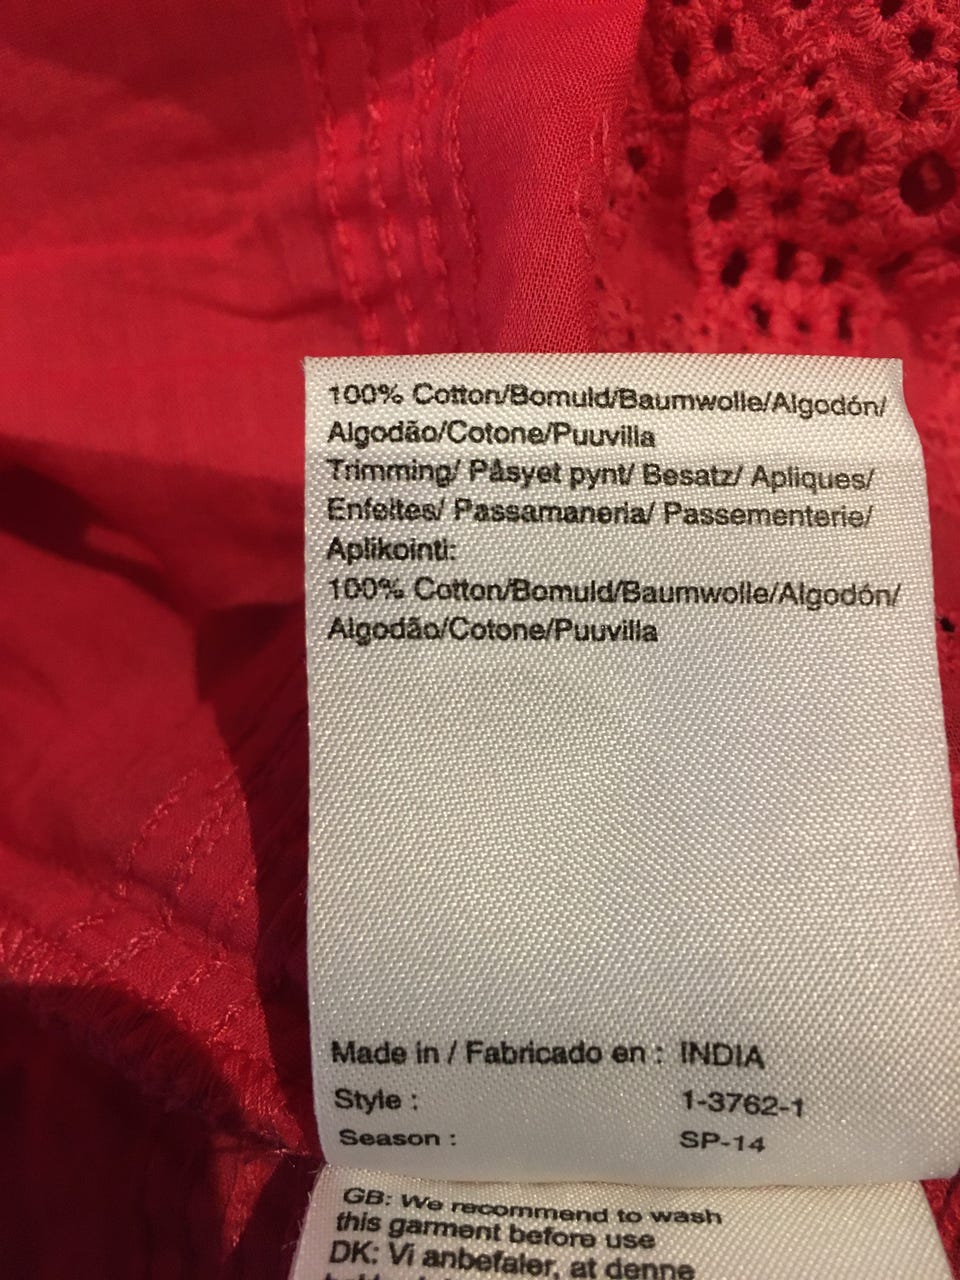 100% Cotton/Bomuld/Baumwolle/Algodón/
Algodão/Cotone/Puuvilla
Trimming/ Påsyet pynt/ Besatz/ Apliques/
Enfeites/ Passamaneria/ Passementerie/
Aplikointi:
100% Cotton/Bomuld/Baumwolle/Algodón/
Algodão/Cotone/Puuvilla
Made in / Fabricado en : INDIA
Style : 1-3762-1
Season : SP-14
GB: We recommend to wash
this garment before use
DK: Vi anbefaler, at denne